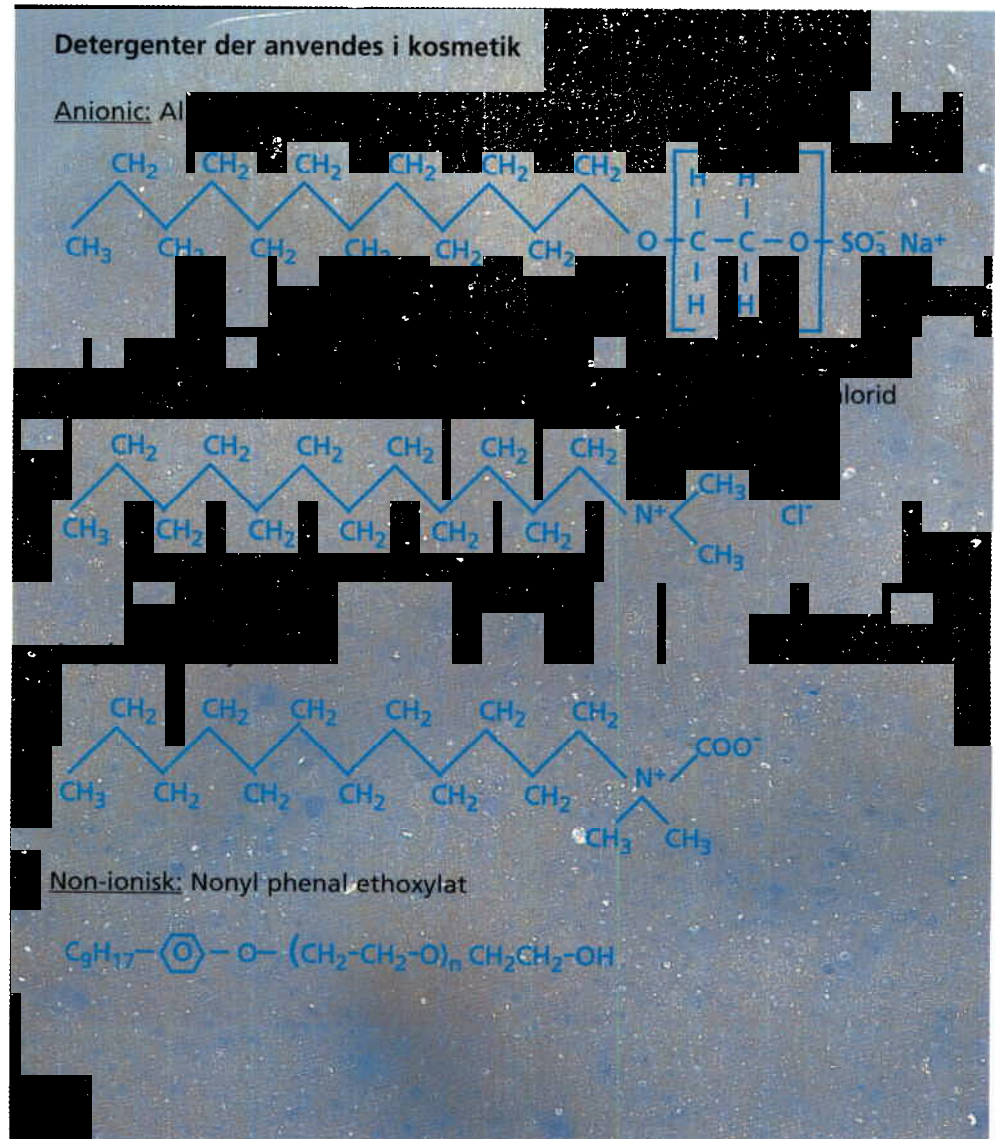 Detergenter der anvendes i kosmetik
Anionic:
CH₂ CH₂ CH₂ CH₂ CH₂ CH₂ H H
CH₃ CH₂ CH₂ CH₂ CH₂ CH₂ O–C–C–O–SO₃⁻ Na⁺
H H
CH₂ CH₂ CH₂ CH₂ CH₂ CH₂ CH₃
CH₃ CH₂ CH₂ CH₂ CH₂ CH₂ N⁺ Cl⁻
CH₃
CH₂ CH₂ CH₂ CH₂ CH₂ CH₂ COO⁻
CH₃ CH₂ CH₂ CH₂ CH₂ CH₂ N⁺
CH₃ CH₃
Non-ionisk: Nonyl phenal ethoxylat
C₉H₁₇–O–O–(CH₂–CH₂–O)ₙ CH₂CH₂–OH